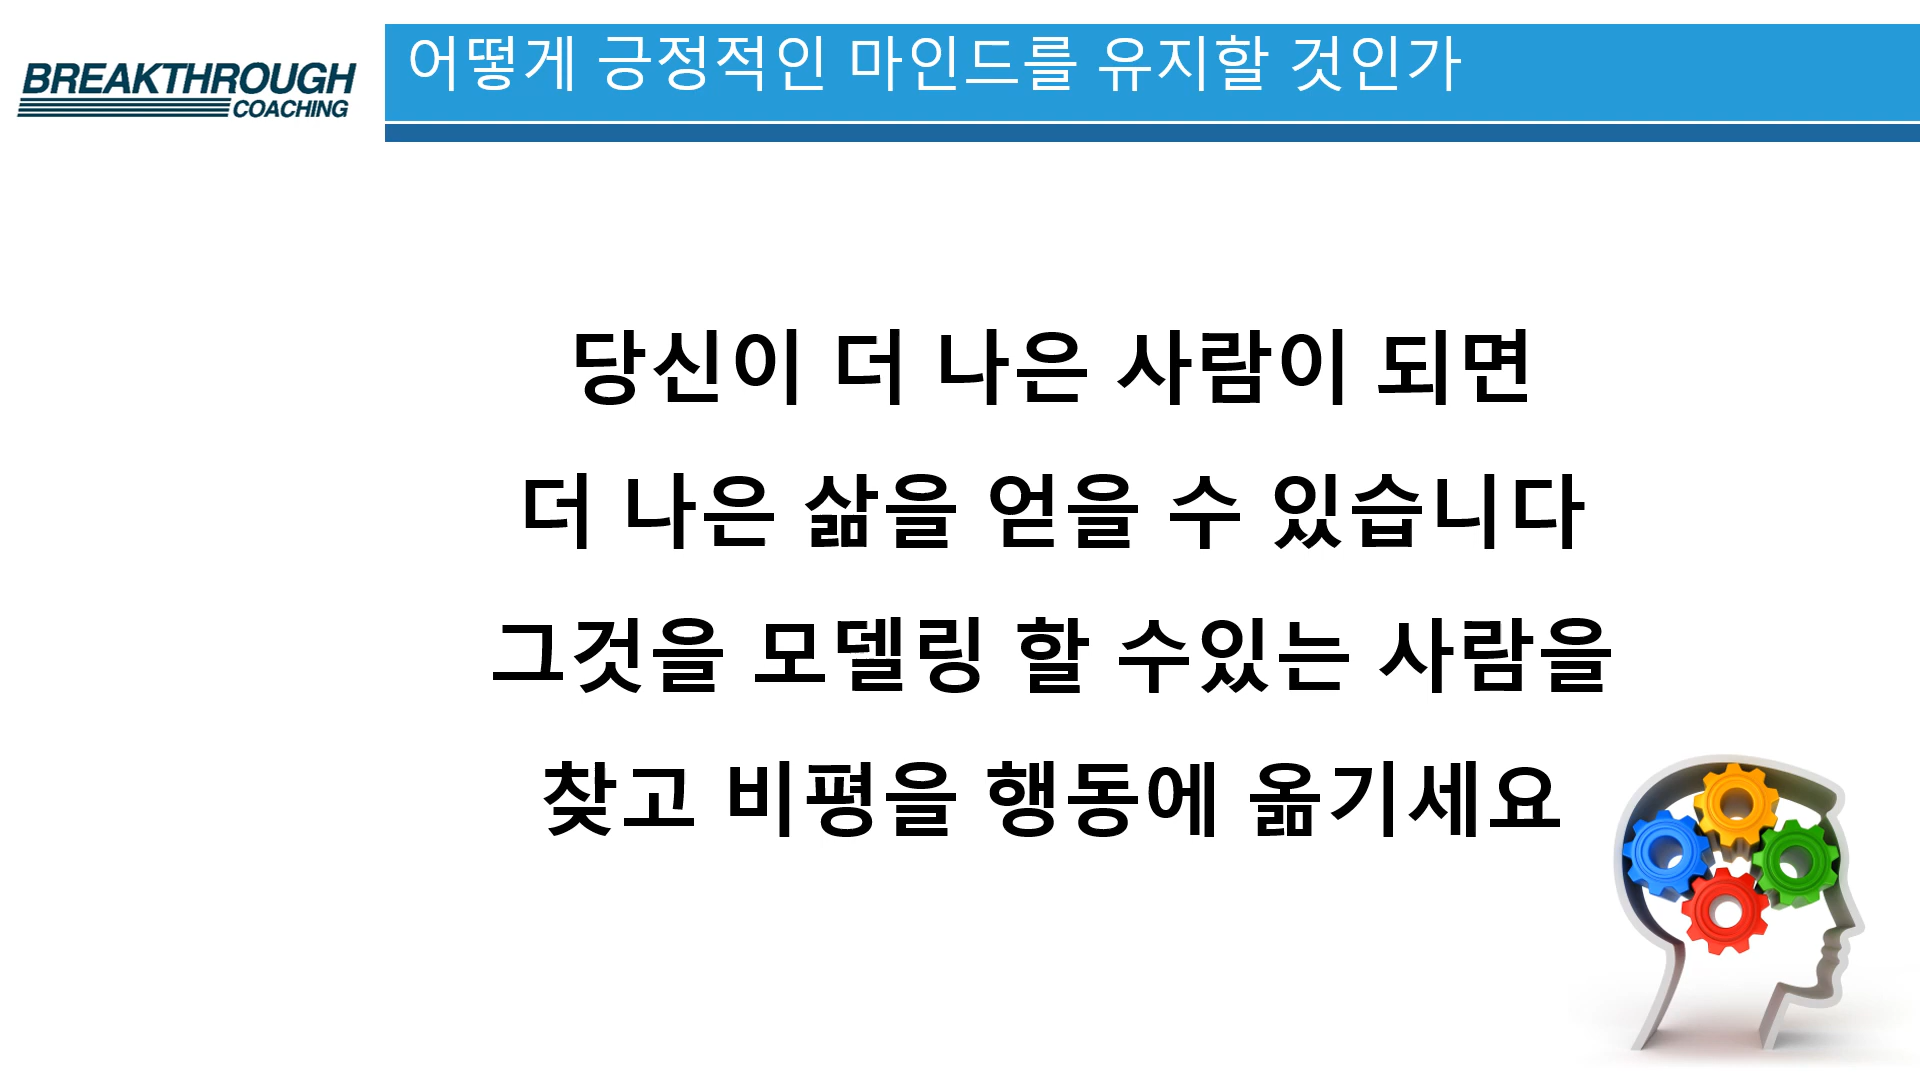 BREAKTHROUGH
COACHING
어떻게 긍정적인 마인드를 유지할 것인가
당신이 더 나은 사람이 되면
더 나은 삶을 얻을 수 있습니다
그것을 모델링 할 수있는 사람을
찾고 비평을 행동에 옮기세요